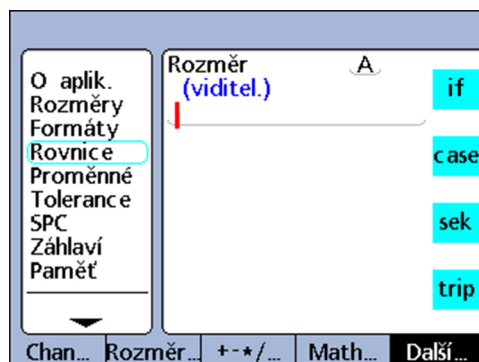 O aplik.
Rozměry
Formáty
Rovnice
Proměnné
Tolerance
SPC
Záhlaví
Paměť
Rozměr A
(viditel.)
if
case
sek
trip
Chan... Rozměr... +-*/... Math... Další...